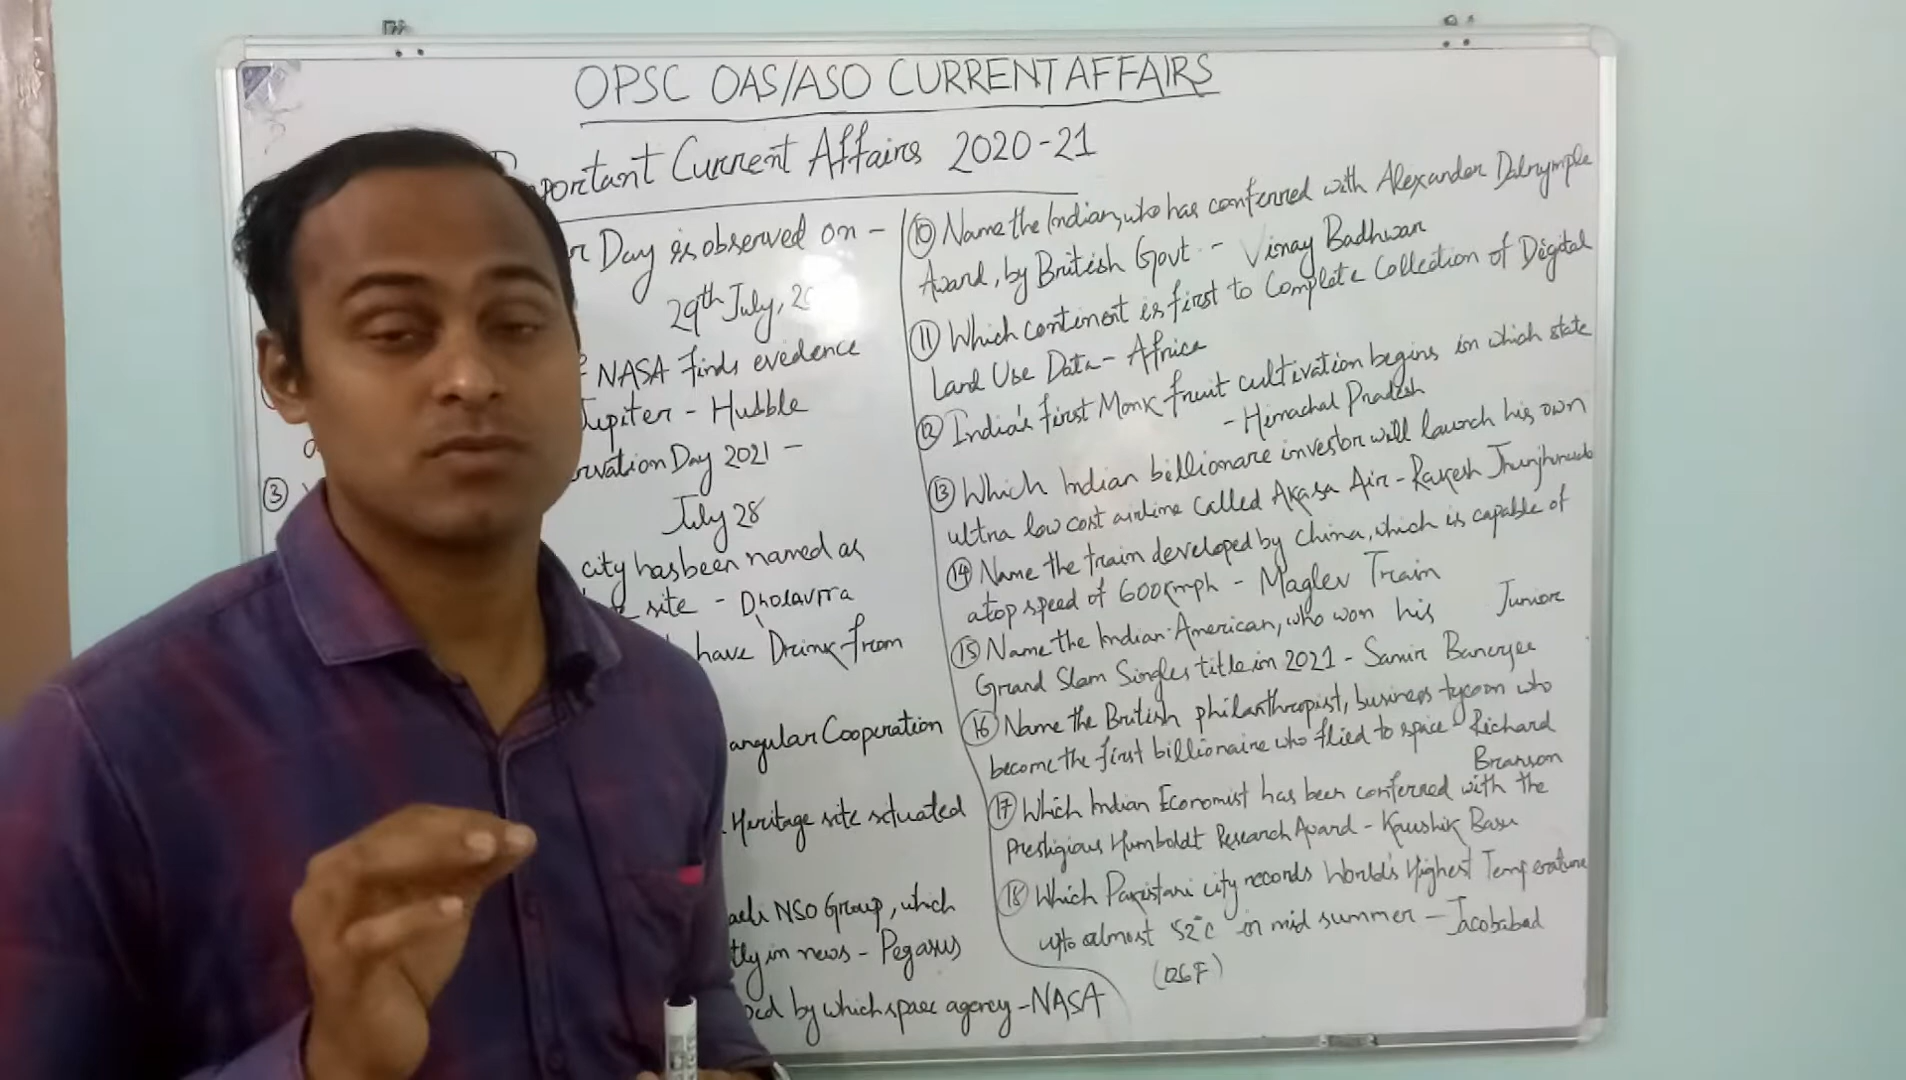 OPSC OAS/ASO CURRENT AFFAIRS
Important Current Affairs 2020-21
Day is observed on -
29th July, 20
NASA finds evedence
Jupiter - Hubble
rvation Day 2021 -
July 28
city has been named as
site - Dholavira
have Drink from
angular Cooperation
Heritage site situated
aeli NSO Group, which
tly in news - Pegasus
by which space agency - NASA
③
⑩ Name the Indian, who has conferred with Alexander Dalrymple
Award, by British Govt. - Vinay Badhwar
⑪ Which continent is first to Complete Collection of Digital
Land Use Data - Africa
⑫ India's first Monk fruit cultivation begins in which state
- Himachal Pradesh
⑬ Which Indian billionare investor will launch his own
ultra low cost airline called Akasa Air - Rakesh
⑭ Name the train developed by China, which is capable of
atop speed of 600kmph - Maglev Train
⑮ Name the Indian-American, who won his Junior
Grand Slam Singles title in 2021 - Samir Banerjee
⑯ Name the British philanthropist, business tycoon who
become the first billionaire who flied to space - Richard
Branson
⑰ Which Indian Economist has been conferred with the
Prestigious Humboldt Research Award - Kaushik Basu
⑱ Which Pakistani city records World's Highest Temperature
upto almost 52°C in mid summer - Jacobabad